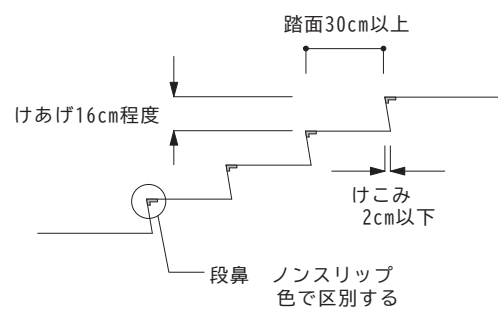 踏面30cm以上
けあげ16cm程度
けこみ
2cm以下
段鼻　ノンスリップ
色で区別する